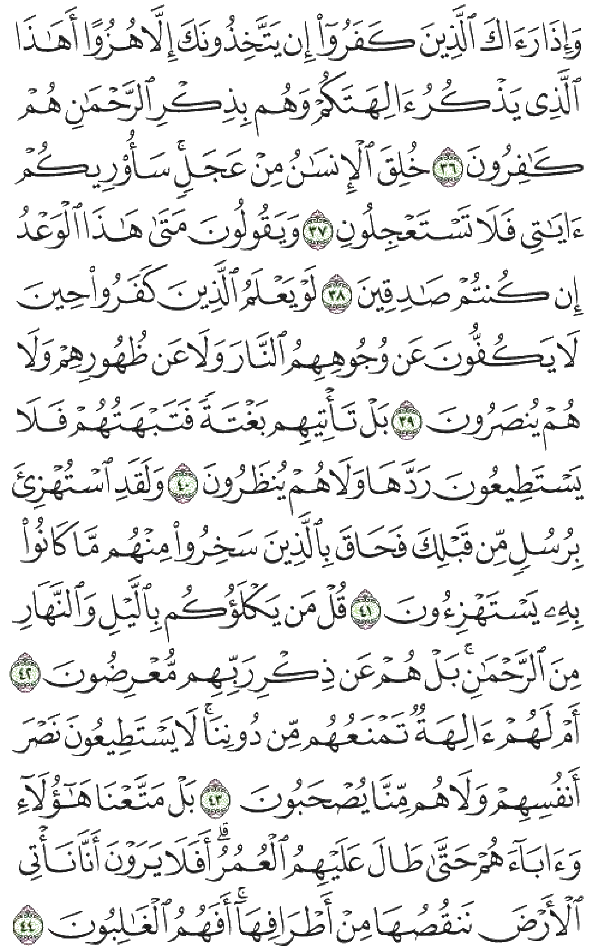 وَإِذَا رَءَاكَ ٱلَّذِينَ كَفَرُوٓاْ إِن يَتَّخِذُونَكَ إِلَّا هُزُوًا أَهَٰذَا
ٱلَّذِي يَذۡكُرُ ءَالِهَتَكُمۡ وَهُم بِذِكۡرِ ٱلرَّحۡمَٰنِ هُمۡ
كَٰفِرُونَ ٣٦ خُلِقَ ٱلۡإِنسَٰنُ مِنۡ عَجَلٖۚ سَأُوْرِيكُمۡ
ءَايَٰتِي فَلَا تَسۡتَعۡجِلُونِ ٣٧ وَيَقُولُونَ مَتَىٰ هَٰذَا ٱلۡوَعۡدُ
إِن كُنتُمۡ صَٰدِقِينَ ٣٨ لَوۡ يَعۡلَمُ ٱلَّذِينَ كَفَرُواْ حِينَ
لَا يَكُفُّونَ عَن وُجُوهِهِمُ ٱلنَّارَ وَلَا عَن ظُهُورِهِمۡ وَلَا
هُمۡ يُنصَرُونَ ٣٩ بَلۡ تَأۡتِيهِم بَغۡتَةٗ فَتَبۡهَتُهُمۡ فَلَا
يَسۡتَطِيعُونَ رَدَّهَا وَلَا هُمۡ يُنظَرُونَ ٤٠ وَلَقَدِ ٱسۡتُهۡزِئَ
بِرُسُلٖ مِّن قَبۡلِكَ فَحَاقَ بِٱلَّذِينَ سَخِرُواْ مِنۡهُم مَّا كَانُواْ
بِهِۦ يَسۡتَهۡزِءُونَ ٤١ قُلۡ مَن يَكۡلَؤُكُم بِٱلَّيۡلِ وَٱلنَّهَارِ
مِنَ ٱلرَّحۡمَٰنِۚ بَلۡ هُمۡ عَن ذِكۡرِ رَبِّهِم مُّعۡرِضُونَ ٤٢
أَمۡ لَهُمۡ ءَالِهَةٞ تَمۡنَعُهُم مِّن دُونِنَاۚ لَا يَسۡتَطِيعُونَ نَصۡرَ
أَنفُسِهِمۡ وَلَا هُم مِّنَّا يُصۡحَبُونَ ٤٣ بَلۡ مَتَّعۡنَا هَٰٓؤُلَآءِ
وَءَابَآءَهُمۡ حَتَّىٰ طَالَ عَلَيۡهِمُ ٱلۡعُمُرُۗ أَفَلَا يَرَوۡنَ أَنَّا نَأۡتِي
ٱلۡأَرۡضَ نَنقُصُهَا مِنۡ أَطۡرَافِهَآۚ أَفَهُمُ ٱلۡغَٰلِبُونَ ٤٤